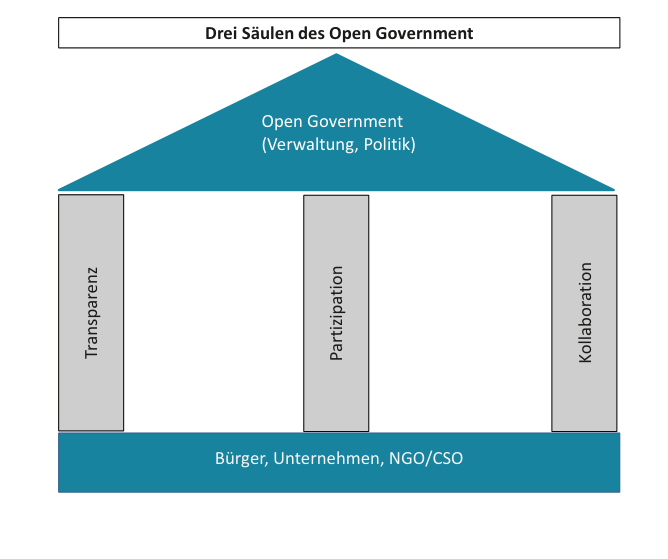 Drei Säulen des Open Government
Open Government
(Verwaltung, Politik)
Transparenz
Partizipation
Kollaboration
Bürger, Unternehmen, NGO/CSO